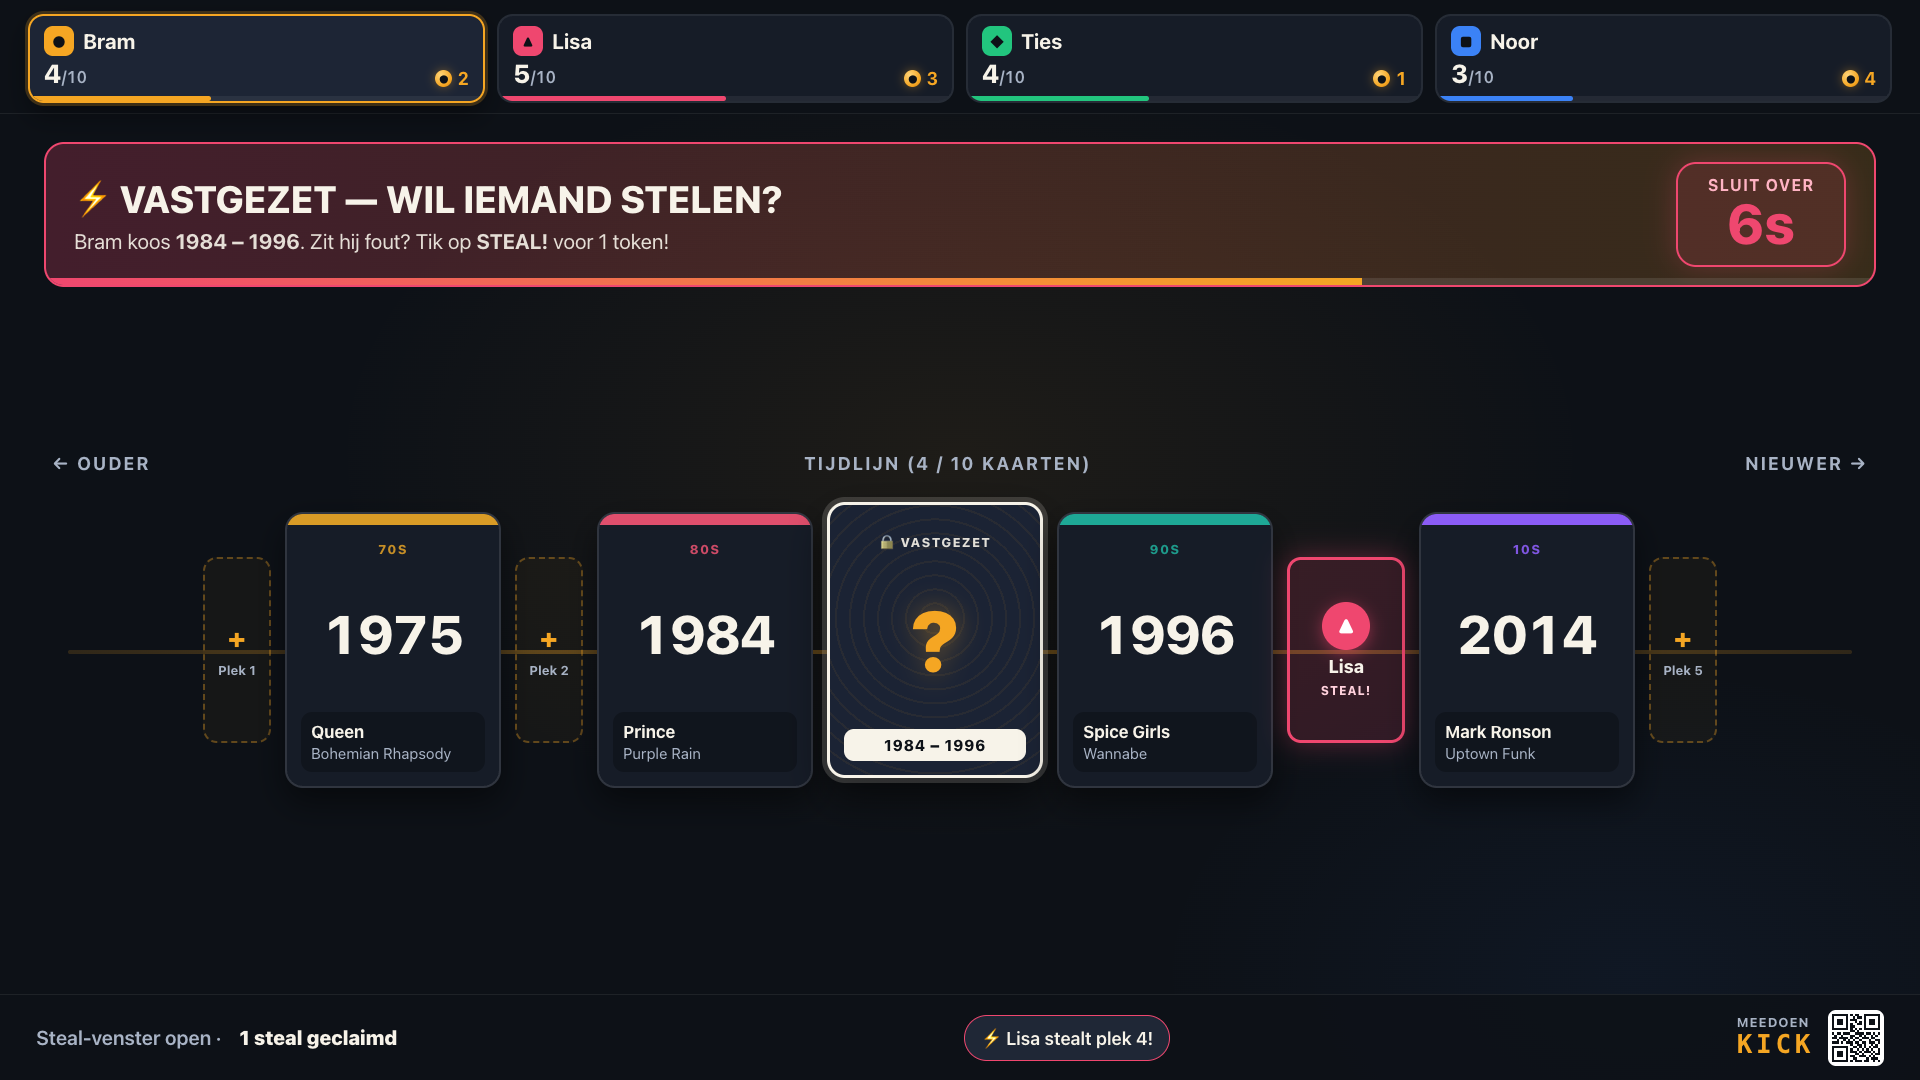 Bram
4/10
2
Lisa
5/10
3
Ties
4/10
1
Noor
3/10
4
⚡ VASTGEZET — WIL IEMAND STELEN?
Bram koos 1984 – 1996. Zit hij fout? Tik op STEAL! voor 1 token!
SLUIT OVER
6s
← OUDER
TIJDLIJN (4 / 10 KAARTEN)
NIEUWER →
+
Plek 1
70S
1975
Queen
Bohemian Rhapsody
+
Plek 2
80S
1984
Prince
Purple Rain
🔒 VASTGEZET
?
1984 – 1996
90S
1996
Spice Girls
Wannabe
Lisa
STEAL!
10S
2014
Mark Ronson
Uptown Funk
+
Plek 5
Steal-venster open · 1 steal geclaimd
⚡ Lisa stealt plek 4!
MEEDOEN
KICK